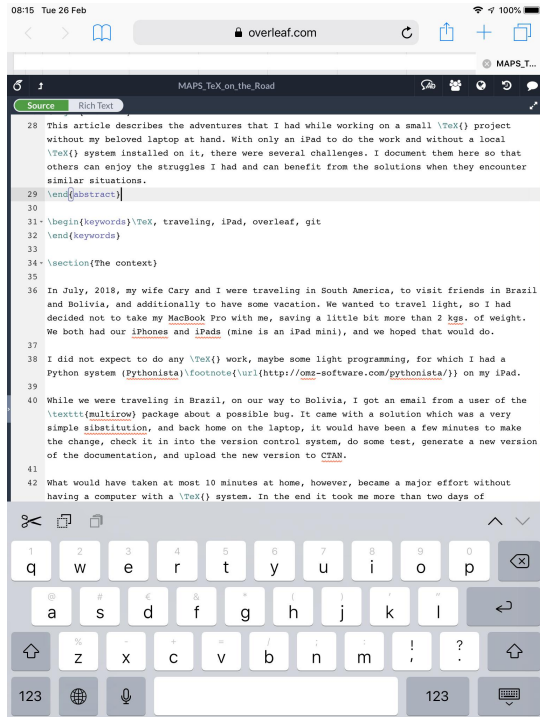 08:15 Tue 26 Feb 100%
overleaf.com
MAPS_T...
MAPS_TeX_on_the_Road
Source Rich Text
28 This article describes the adventures that I had while working on a small \TeX{} project
without my beloved laptop at hand. With only an iPad to do the work and without a local
\TeX{} system installed on it, there were several challenges. I document them here so that
others can enjoy the struggles I had and can benefit from the solutions when they encounter
similar situations.
29 \end{abstract}
30
31 \begin{keywords}\TeX, traveling, iPad, overleaf, git
32 \end{keywords}
33
34 \section{The context}
35
36 In July, 2018, my wife Cary and I were traveling in South America, to visit friends in Brazil
and Bolivia, and additionally to have some vacation. We wanted to travel light, so I had
decided not to take my MacBook Pro with me, saving a little bit more than 2 kgs. of weight.
We both had our iPhones and iPads (mine is an iPad mini), and we hoped that would do.
37
38 I did not expect to do any \TeX{} work, maybe some light programming, for which I had a
Python system (Pythonista)\footnote{\url{http://omz-software.com/pythonista/}} on my iPad.
39
40 While we were traveling in Brazil, on our way to Bolivia, I got an email from a user of the
\texttt{multirow} package about a possible bug. It came with a solution which was a very
simple sibstitution, and back home on the laptop, it would have been a few minutes to make
the change, check it in into the version control system, do some test, generate a new version
of the documentation, and upload the new version to CTAN.
41
42 What would have taken at most 10 minutes at home, however, became a major effort without
having a computer with a \TeX{} system. In the end it took me more than two days of
1 2 3 4 5 6 7 8 9 0
q w e r t y u i o p
@ # € & * ( ) ' "
a s d f g h j k l
% - + = / ; : ! ?
z x c v b n m , .
123 123